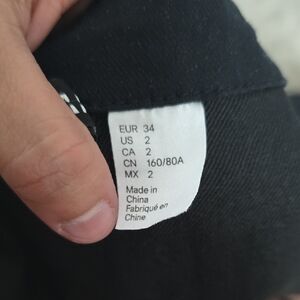 EUR 34
US 2
CA 2
CN 160/80A
MX 2
Made in
China
Fabriqué en
Chine